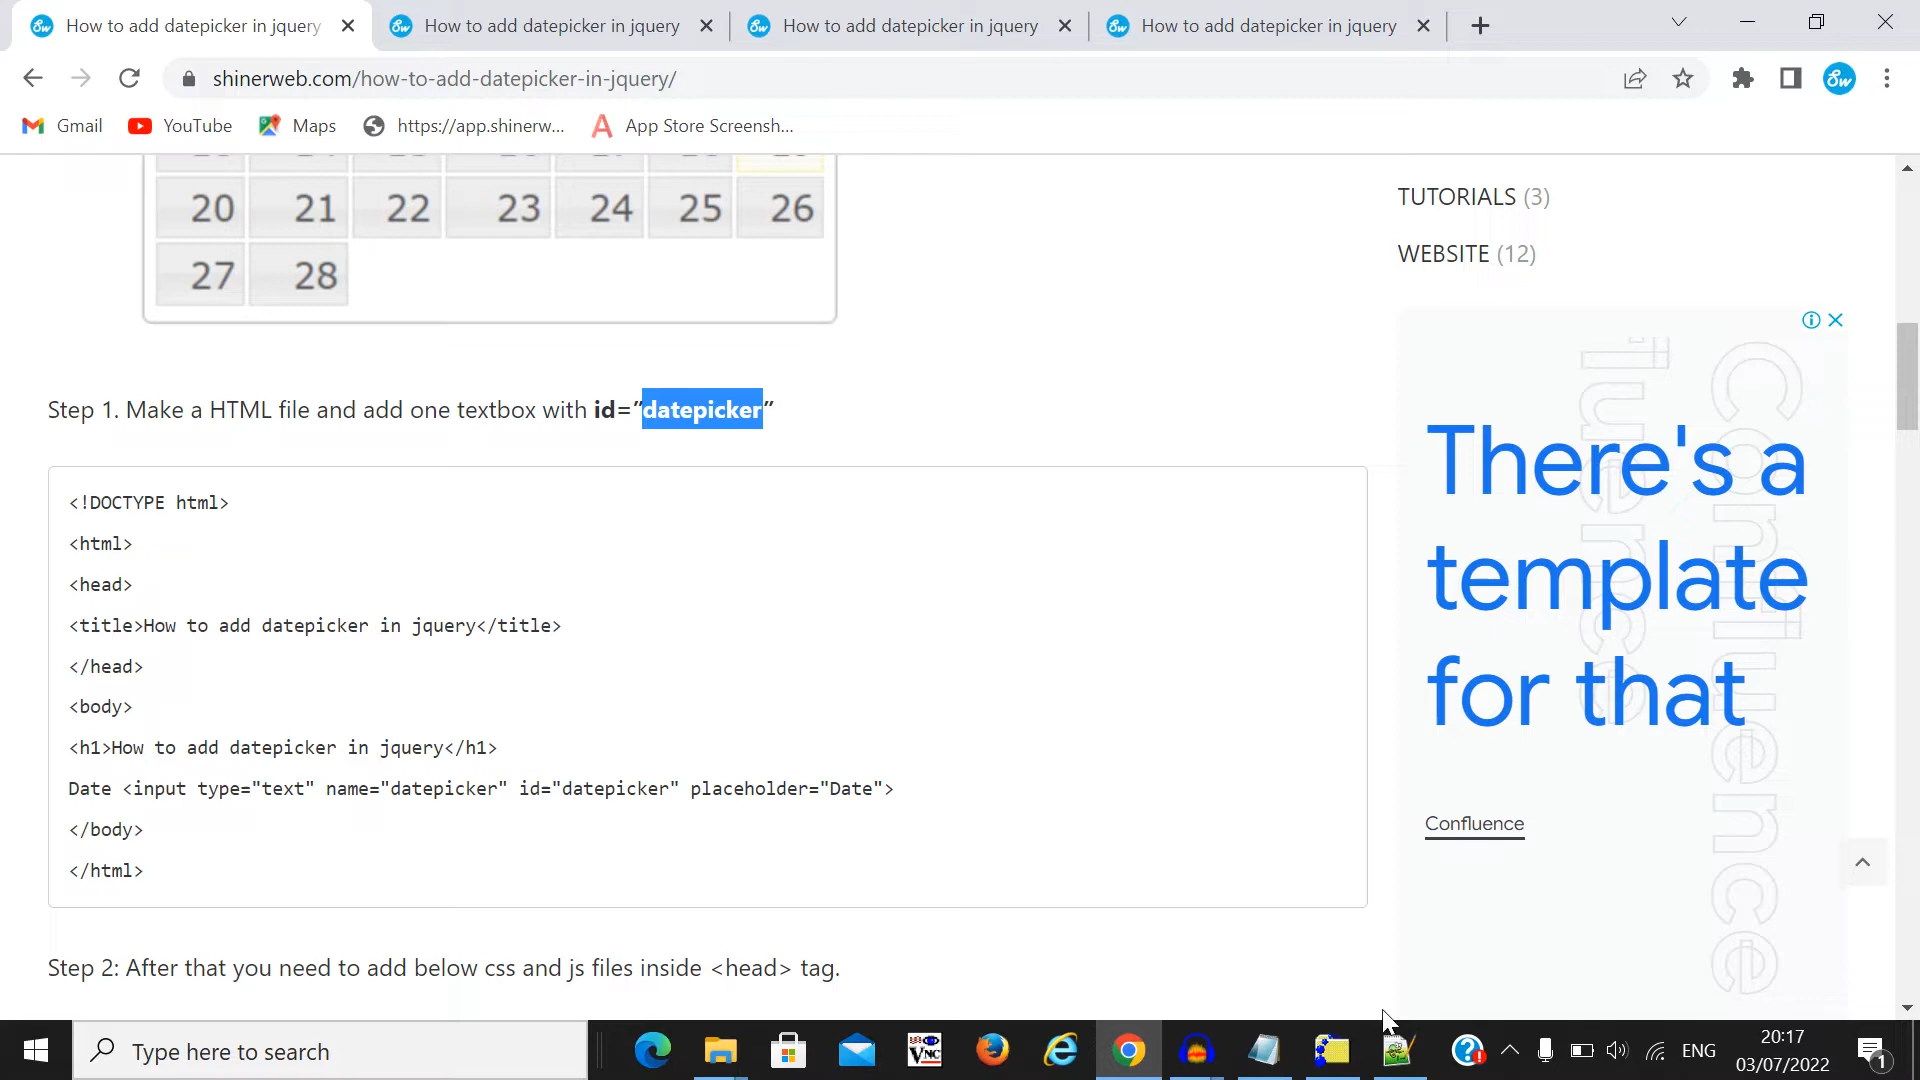 How to add datepicker in jquery
How to add datepicker in jquery
How to add datepicker in jquery
How to add datepicker in jquery
shinerweb.com/how-to-add-datepicker-in-jquery/
Sw
Gmail
YouTube
Maps
https://app.shinerw...
App Store Screensh...
20 21 22 23 24 25 26
27 28
Step 1. Make a HTML file and add one textbox with id=”datepicker”
<!DOCTYPE html>
<html>
<head>
<title>How to add datepicker in jquery</title>
</head>
<body>
<h1>How to add datepicker in jquery</h1>
Date <input type="text" name="datepicker" id="datepicker" placeholder="Date">
</body>
</html>
Step 2: After that you need to add below css and js files inside <head> tag.
TUTORIALS (3)
WEBSITE (12)
There's a
template
for that
Confluence
Confluence
Type here to search
ENG
20:17
03/07/2022
1